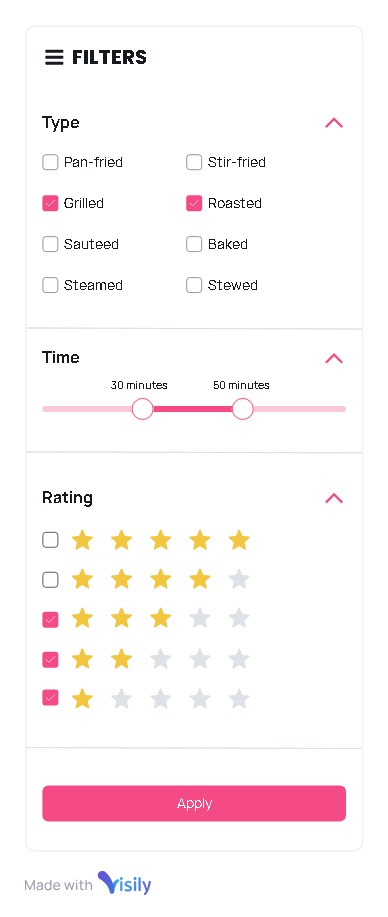 FILTERS
Type
Pan-fried Stir-fried
Grilled Roasted
Sauteed Baked
Steamed Stewed
Time
30 minutes 50 minutes
Rating
Apply
Made with Visily